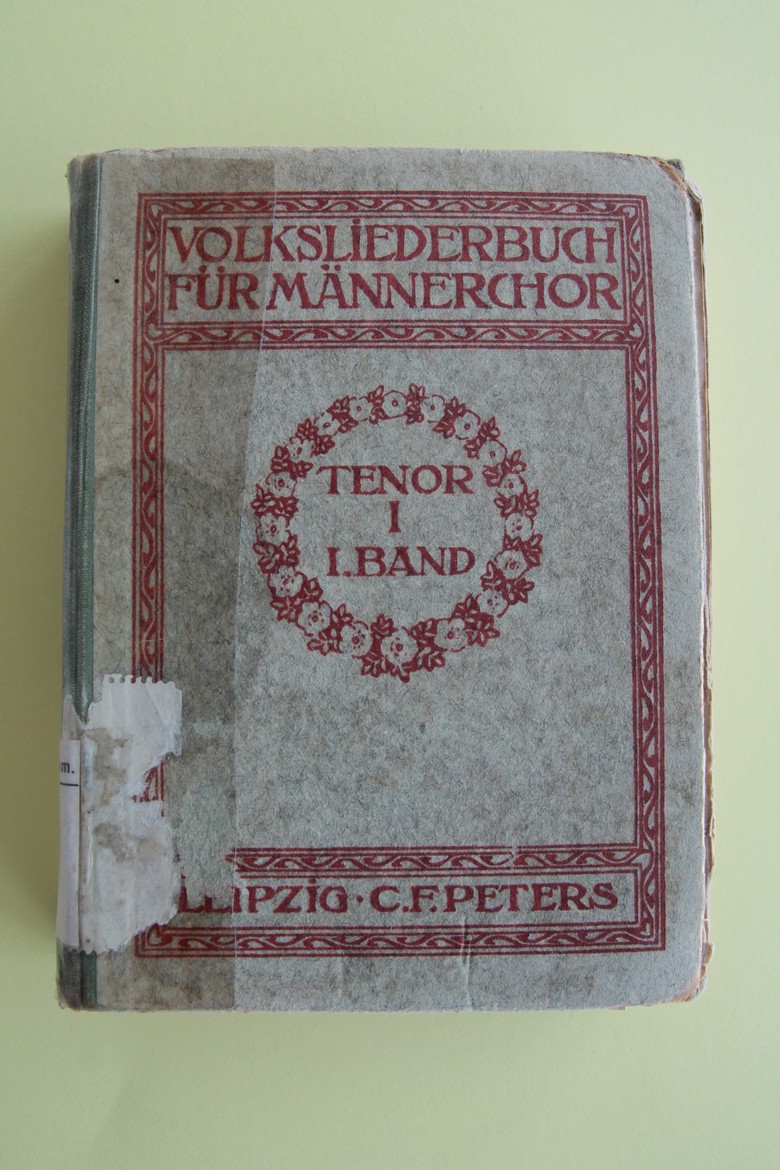 VOLKSLIEDERBUCH
FÜR MÄNNERCHOR
TENOR
I
I.BAND
m.
LEIPZIG · C.F.PETERS